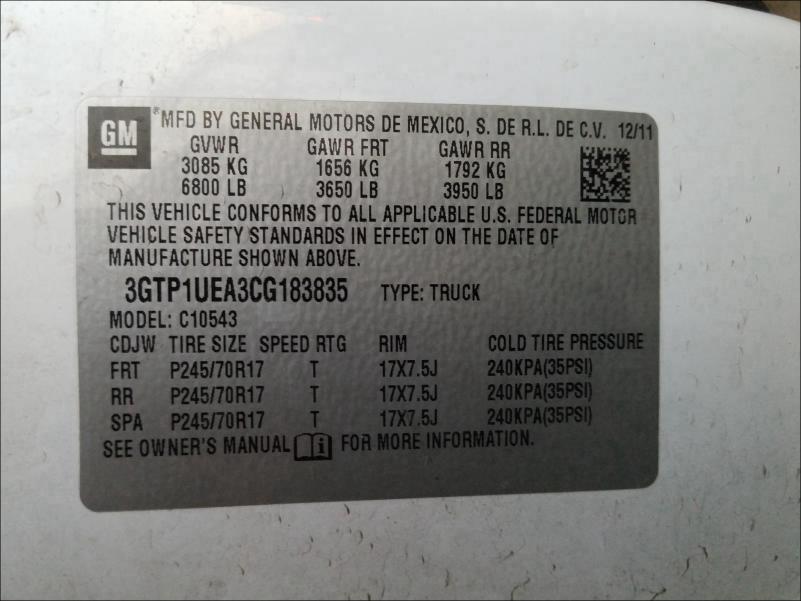 GM
*MFD BY GENERAL MOTORS DE MEXICO, S. DE R.L. DE C.V. 12/11
GVWR GAWR FRT GAWR RR
3085 KG 1656 KG 1792 KG
6800 LB 3650 LB 3950 LB
THIS VEHICLE CONFORMS TO ALL APPLICABLE U.S. FEDERAL MOTOR
VEHICLE SAFETY STANDARDS IN EFFECT ON THE DATE OF
MANUFACTURE SHOWN ABOVE.
3GTP1UEA3CG183835 TYPE: TRUCK
MODEL: C10543
CDJW TIRE SIZE SPEED RTG RIM COLD TIRE PRESSURE
FRT P245/70R17 T 17X7.5J 240KPA(35PSI)
RR P245/70R17 T 17X7.5J 240KPA(35PSI)
SPA P245/70R17 T 17X7.5J 240KPA(35PSI)
SEE OWNER'S MANUAL i FOR MORE INFORMATION.